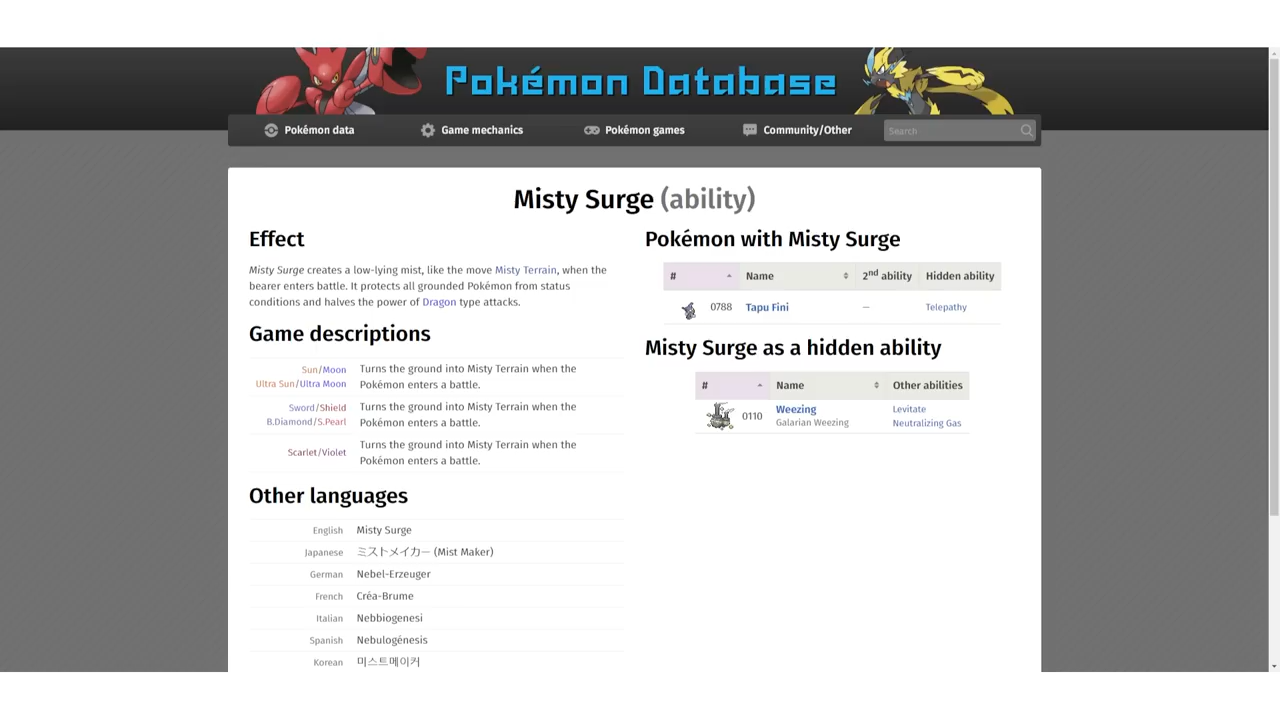 Pokémon Database
Pokémon data
Game mechanics
Pokémon games
Community/Other
Search
Misty Surge (ability)
Effect
Misty Surge creates a low-lying mist, like the move Misty Terrain, when the
bearer enters battle. It protects all grounded Pokémon from status
conditions and halves the power of Dragon type attacks.
Game descriptions
Sun/Moon
Ultra Sun/Ultra Moon
Turns the ground into Misty Terrain when the
Pokémon enters a battle.
Sword/Shield
B.Diamond/S.Pearl
Turns the ground into Misty Terrain when the
Pokémon enters a battle.
Scarlet/Violet
Turns the ground into Misty Terrain when the
Pokémon enters a battle.
Other languages
English Misty Surge
Japanese ミストメイカー (Mist Maker)
German Nebel-Erzeuger
French Créa-Brume
Italian Nebbiogenesi
Spanish Nebulogénesis
Korean 미스트메이커
Pokémon with Misty Surge
# Name 2nd ability Hidden ability
0788 Tapu Fini — Telepathy
Misty Surge as a hidden ability
# Name Other abilities
0110 Weezing Levitate
Galarian Weezing Neutralizing Gas